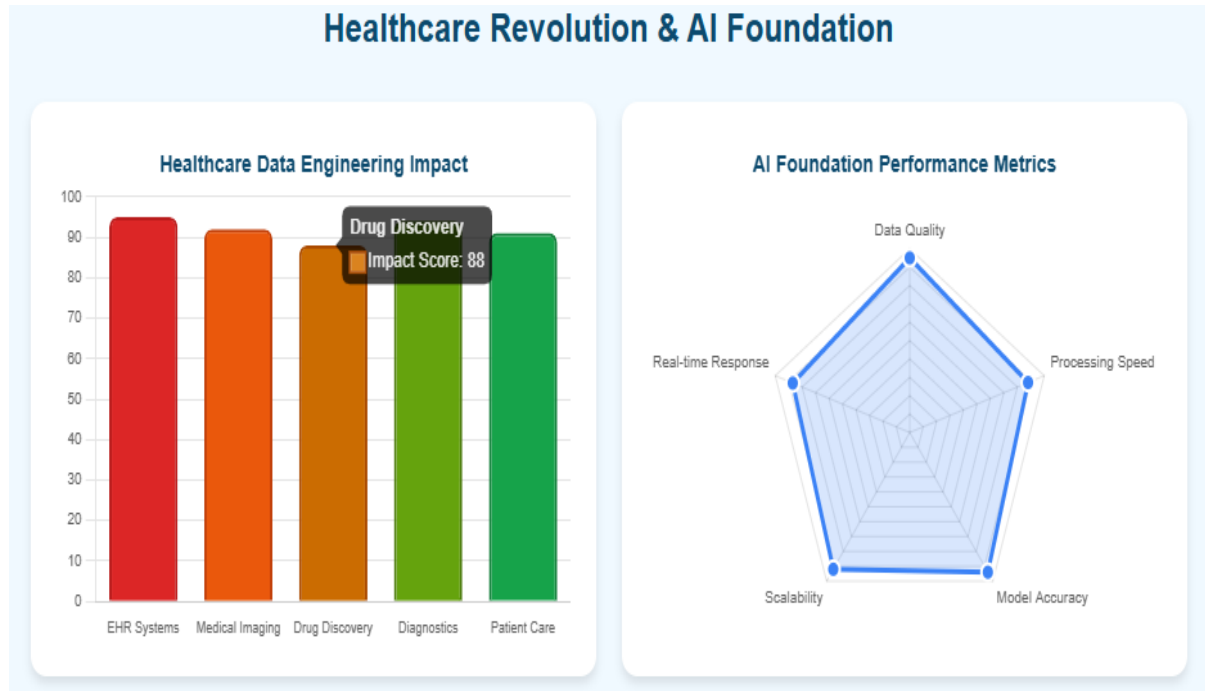 Healthcare Revolution & AI Foundation
Healthcare Data Engineering Impact
100
90
80
70
60
50
40
30
20
10
0
Drug Discovery
Impact Score: 88
EHR Systems
Medical Imaging
Drug Discovery
Diagnostics
Patient Care
AI Foundation Performance Metrics
Data Quality
Real-time Response
Processing Speed
Scalability
Model Accuracy